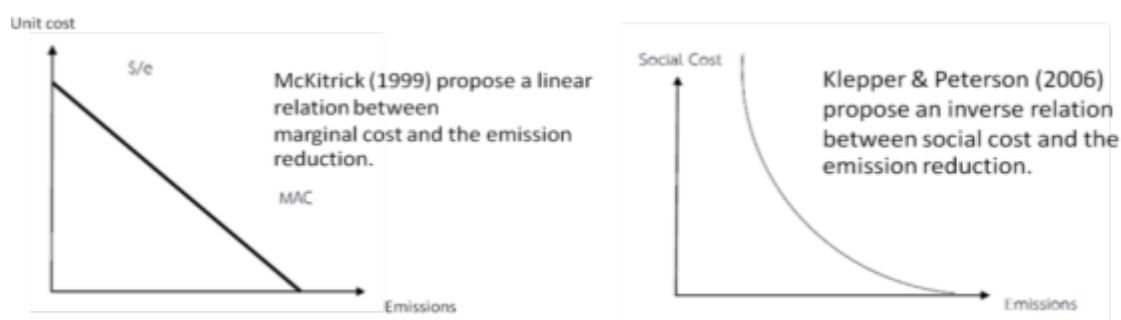 Unit cost
$/e
McKitrick (1999) propose a linear
relation between
marginal cost and the emission
reduction.
MAC
Emissions
Social Cost
Klepper & Peterson (2006)
propose an inverse relation
between social cost and the
emission reduction.
Emissions